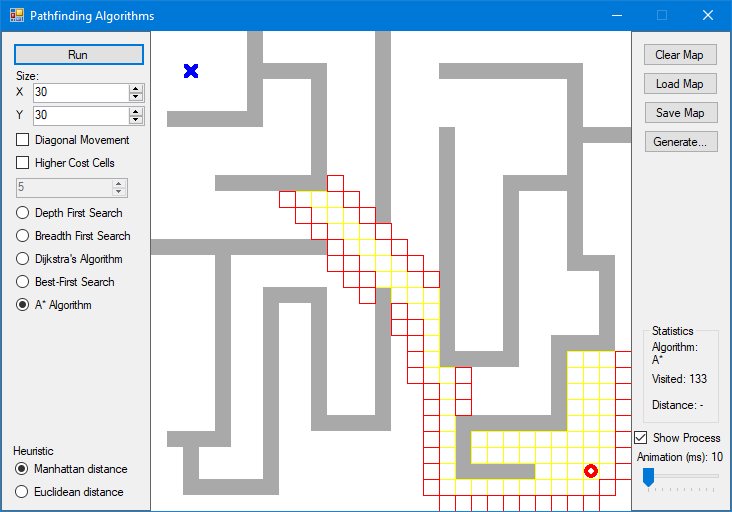 Pathfinding Algorithms
Run
Size:
X 30
Y 30
Diagonal Movement
Higher Cost Cells
5
Depth First Search
Breadth First Search
Dijkstra's Algorithm
Best-First Search
A* Algorithm
Heuristic
Manhattan distance
Euclidean distance
Clear Map
Load Map
Save Map
Generate...
Statistics
Algorithm:
A*
Visited: 133
Distance: -
Show Process
Animation (ms): 10